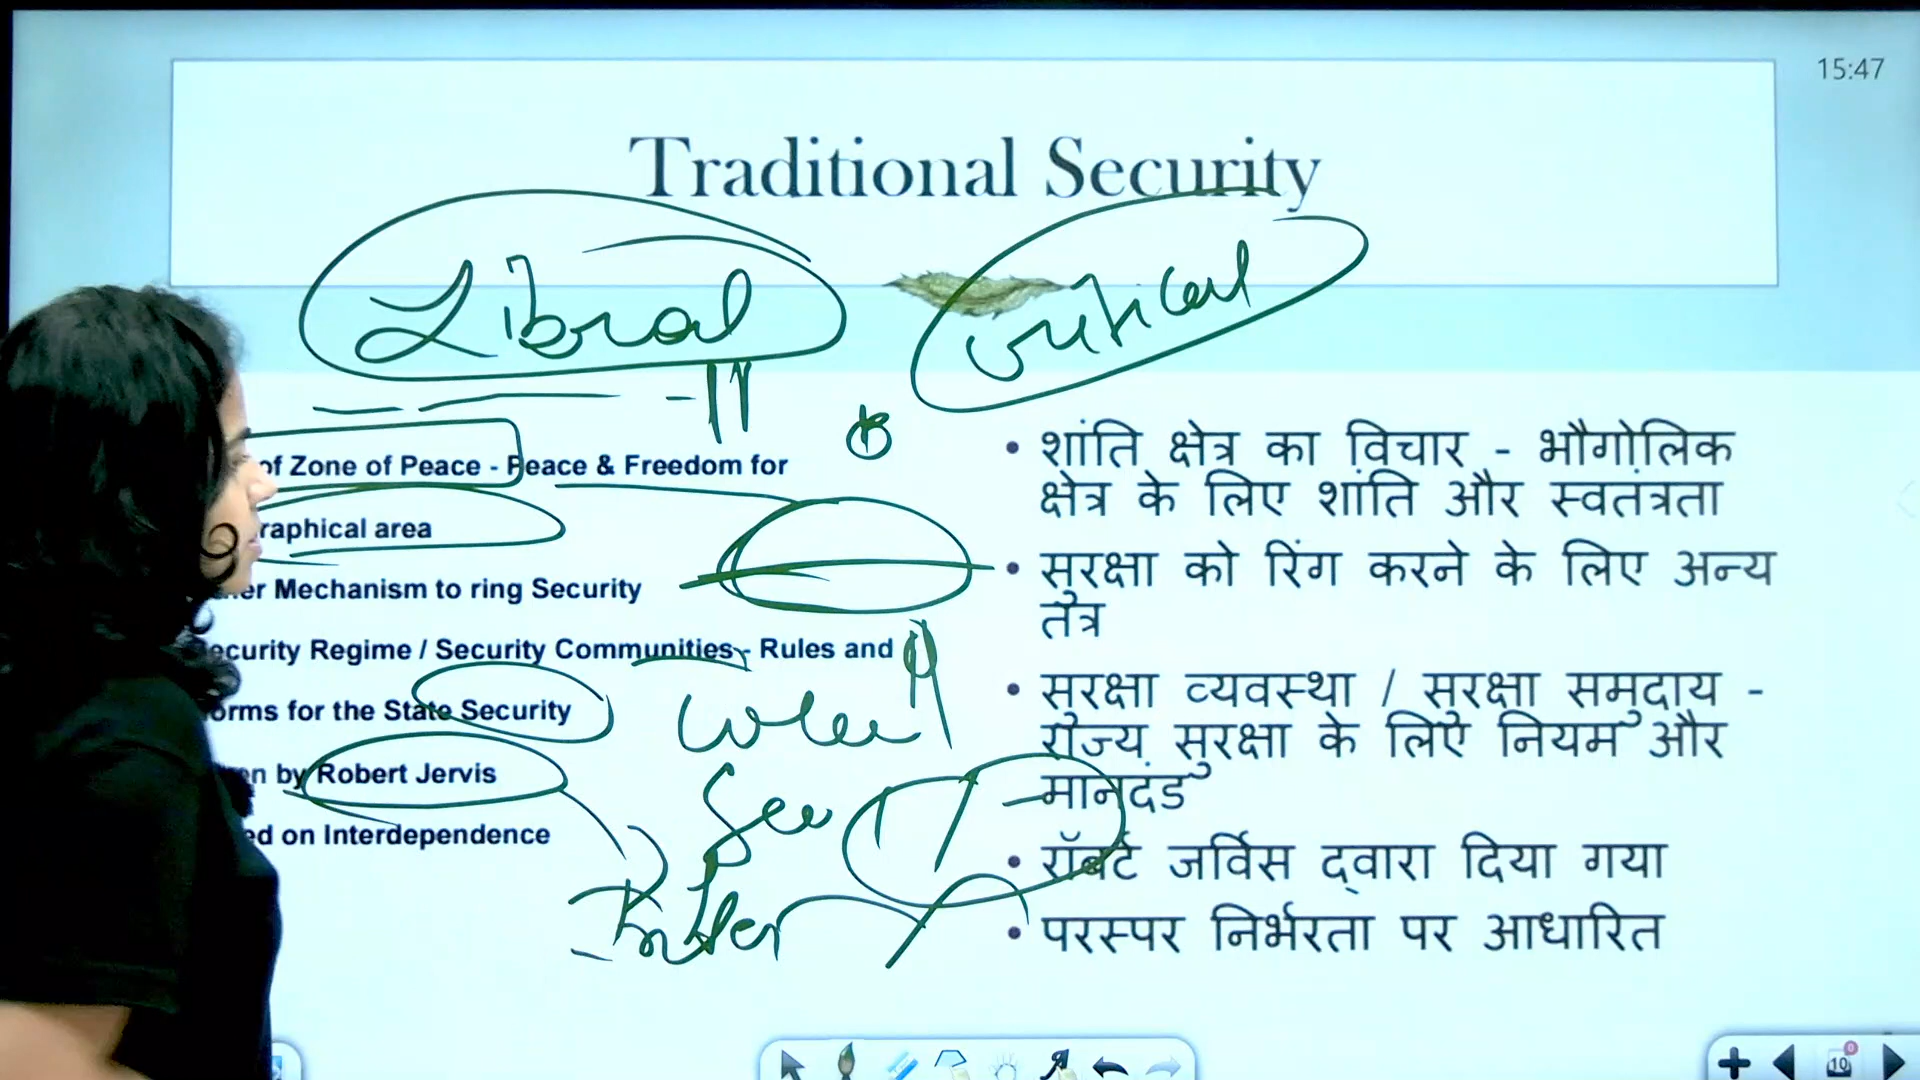 15:47
Traditional Security
Libral
critical
of Zone of Peace - Peace & Freedom for
raphical area
er Mechanism to ring Security
ecurity Regime / Security Communities - Rules and
orms for the State Security
en by Robert Jervis
ed on Interdependence
• शांति क्षेत्र का विचार - भौगोलिक
क्षेत्र के लिए शांति और स्वतंत्रता
• सुरक्षा को रिंग करने के लिए अन्य
तंत्र
• सुरक्षा व्यवस्था / सुरक्षा समुदाय -
राज्य सुरक्षा के लिए नियम और
मानदंड
• रॉबर्ट जर्विस द्वारा दिया गया
• परस्पर निर्भरता पर आधारित
10